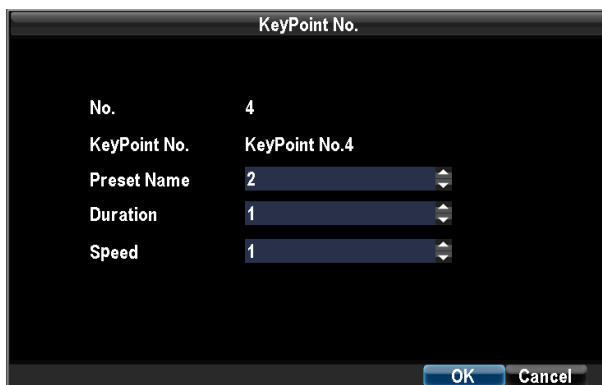 KeyPoint No.
No. 4
KeyPoint No. KeyPoint No.4
Preset Name 2
Duration 1
Speed 1
OK Cancel